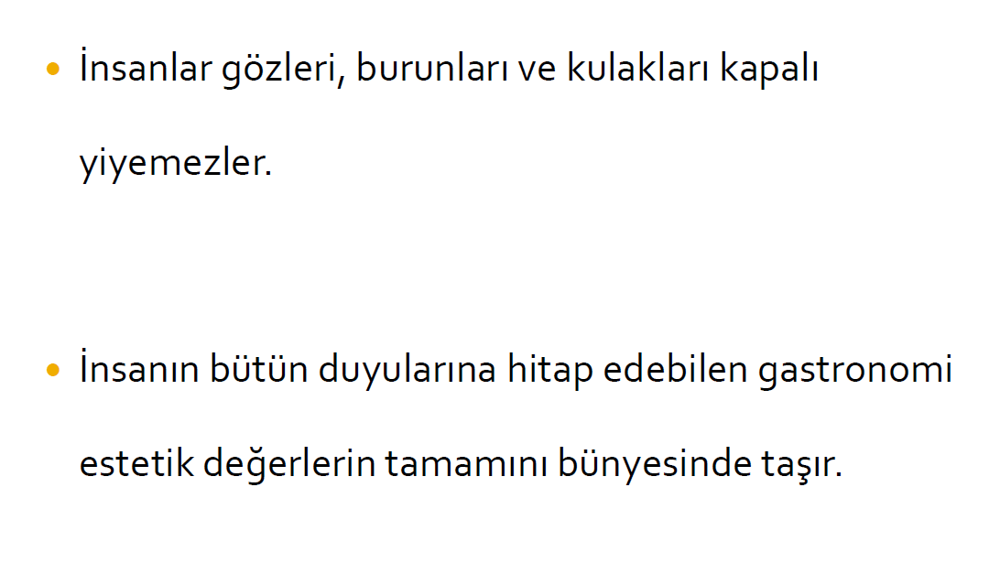 • İnsanlar gözleri, burunları ve kulakları kapalı
yiyemezler.
• İnsanın bütün duyularına hitap edebilen gastronomi
estetik değerlerin tamamını bünyesinde taşır.